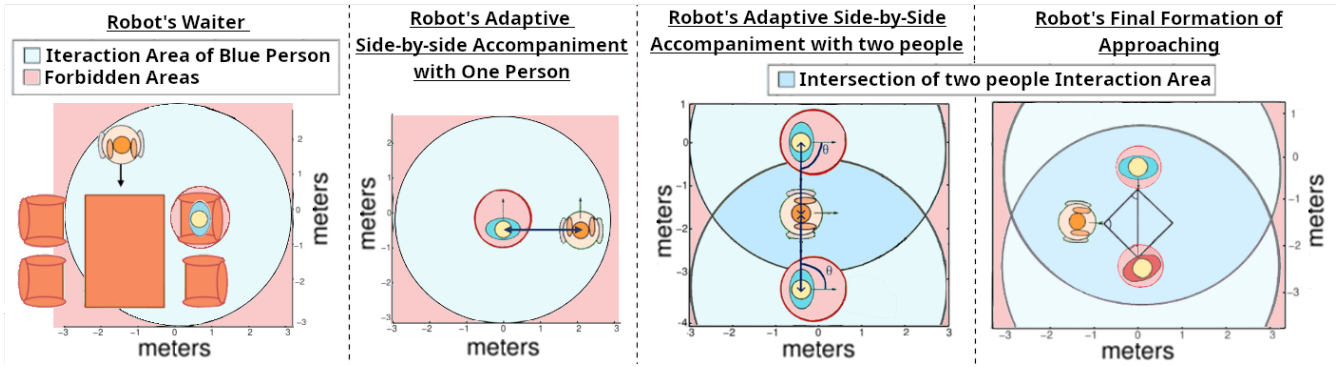 Robot's Waiter
Iteraction Area of Blue Person
Forbidden Areas
2
1
0
-1
-2
-3
meters
-3
-2
-1
0
1
2
3
meters
Robot's Adaptive
Side-by-side Accompaniment
with One Person
2
1
0
-1
-2
-3
meters
-3
-2
-1
0
1
2
3
meters
Robot's Adaptive Side-by-Side
Accompaniment with two people
Intersection of two people Interaction Area
1
0
-1
-2
-3
-4
meters
θ
θ
-3
-2
-1
0
1
2
3
meters
Robot's Final Formation of
Approaching
1
0
-1
-2
-3
meters
-3
-2
-1
0
1
2
3
meters